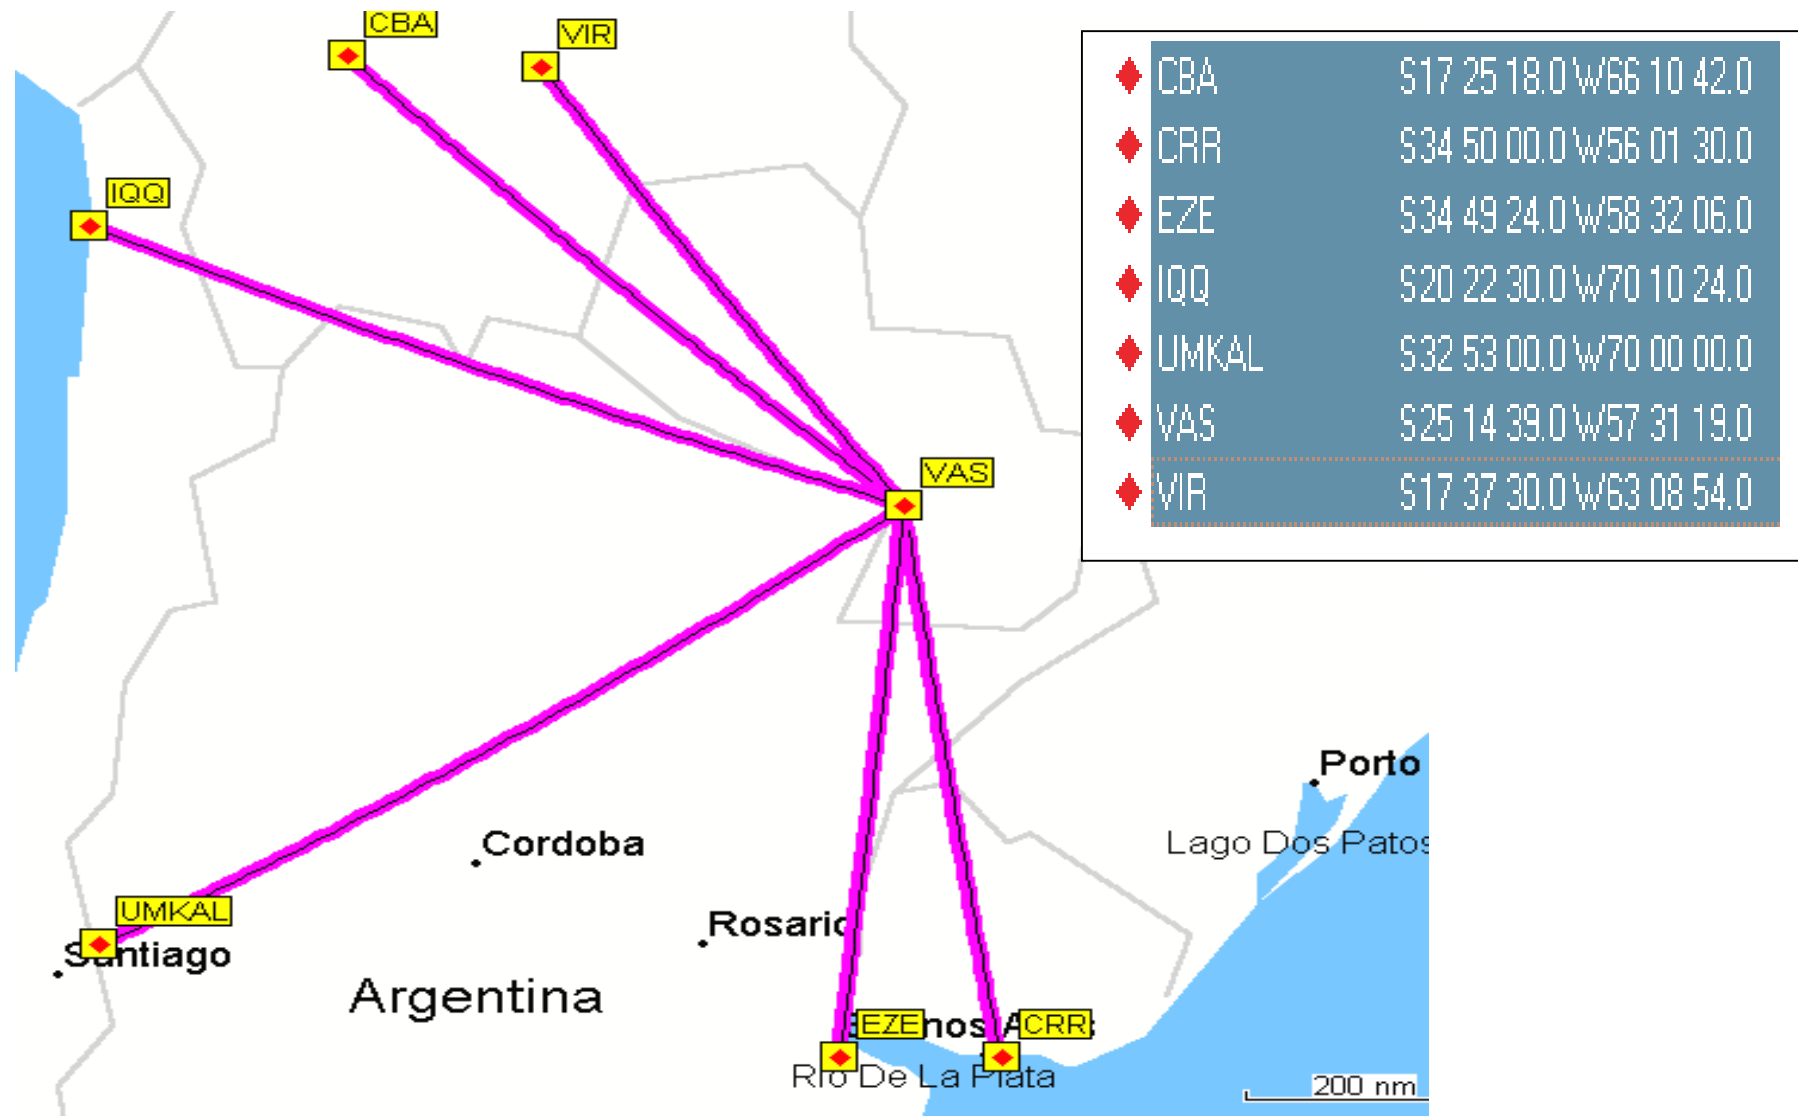 CBA
VIR
CBA S17 25 18.0 W66 10 42.0
CRR S34 50 00.0 W56 01 30.0
IQQ
EZE S34 49 24.0 W58 32 06.0
IQQ S20 22 30.0 W70 10 24.0
UMKAL S32 53 00.0 W70 00 00.0
VAS S25 14 39.0 W57 31 19.0
VAS
VIR S17 37 30.0 W63 08 54.0
Porto
Cordoba
Lago Dos Patos
UMKAL
Rosario
Santiago
Argentina
EZE
nos A
CRR
Rio De La Plata
200 nm